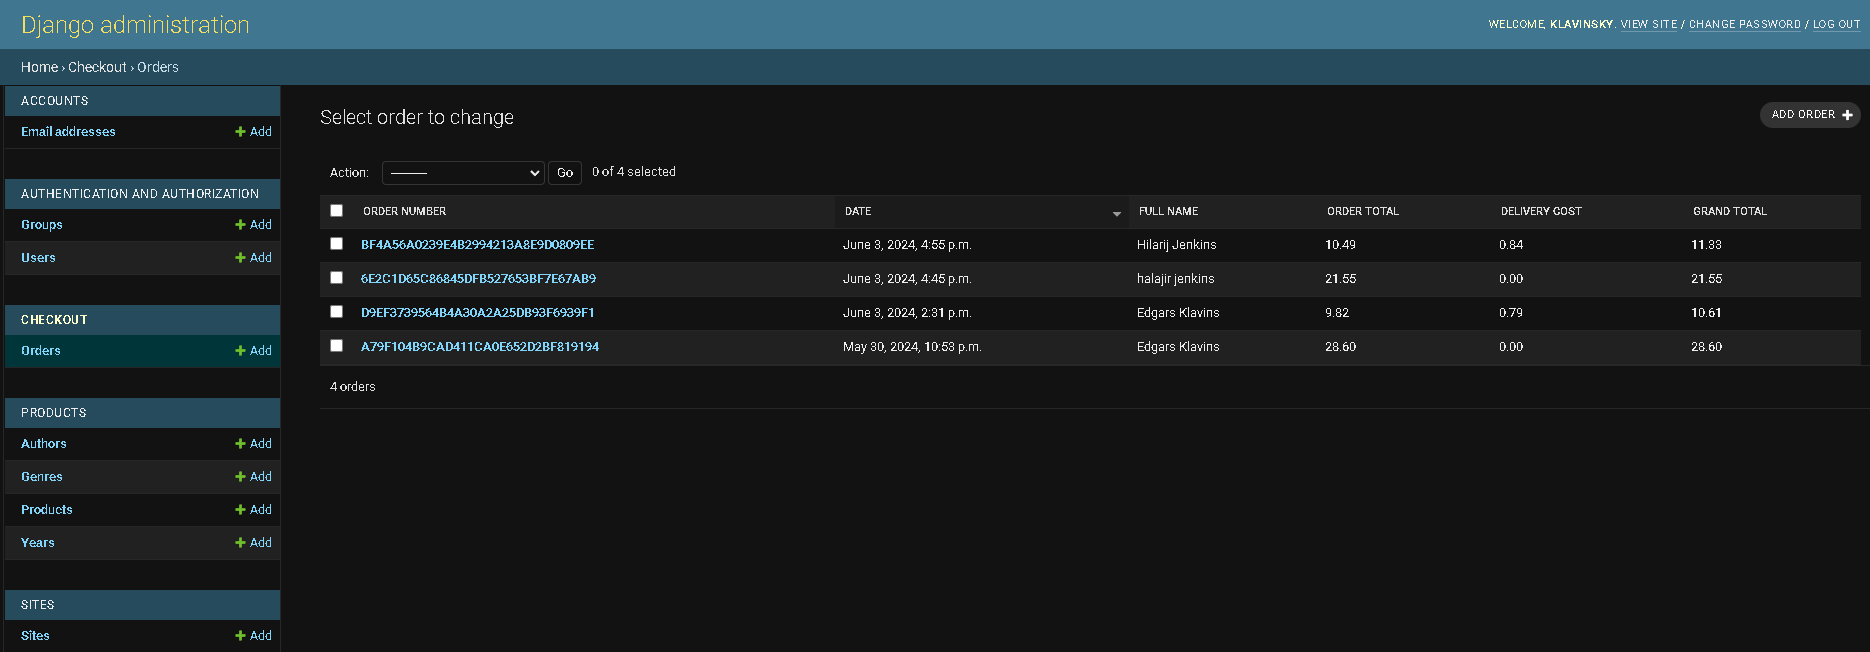 Django administration
WELCOME, KLAVINSKY. VIEW SITE / CHANGE PASSWORD / LOG OUT
Home › Checkout › Orders
ACCOUNTS
Email addresses + Add
AUTHENTICATION AND AUTHORIZATION
Groups + Add
Users + Add
CHECKOUT
Orders + Add
PRODUCTS
Authors + Add
Genres + Add
Products + Add
Years + Add
SITES
Sites + Add
Select order to change
ADD ORDER +
Action: --------- Go 0 of 4 selected
ORDER NUMBER DATE FULL NAME ORDER TOTAL DELIVERY COST GRAND TOTAL
BF4A56A0239E4B2994213A8E9D0809EE June 3, 2024, 4:55 p.m. Hilarij Jenkins 10.49 0.84 11.33
6E2C1D65C86845DFB527653BF7E67AB9 June 3, 2024, 4:45 p.m. halajir jenkins 21.55 0.00 21.55
D9EF3739564B4A30A2A25DB93F6939F1 June 3, 2024, 2:31 p.m. Edgars Klavins 9.82 0.79 10.61
A79F104B9CAD411CA0E652D2BF819194 May 30, 2024, 10:53 p.m. Edgars Klavins 28.60 0.00 28.60
4 orders